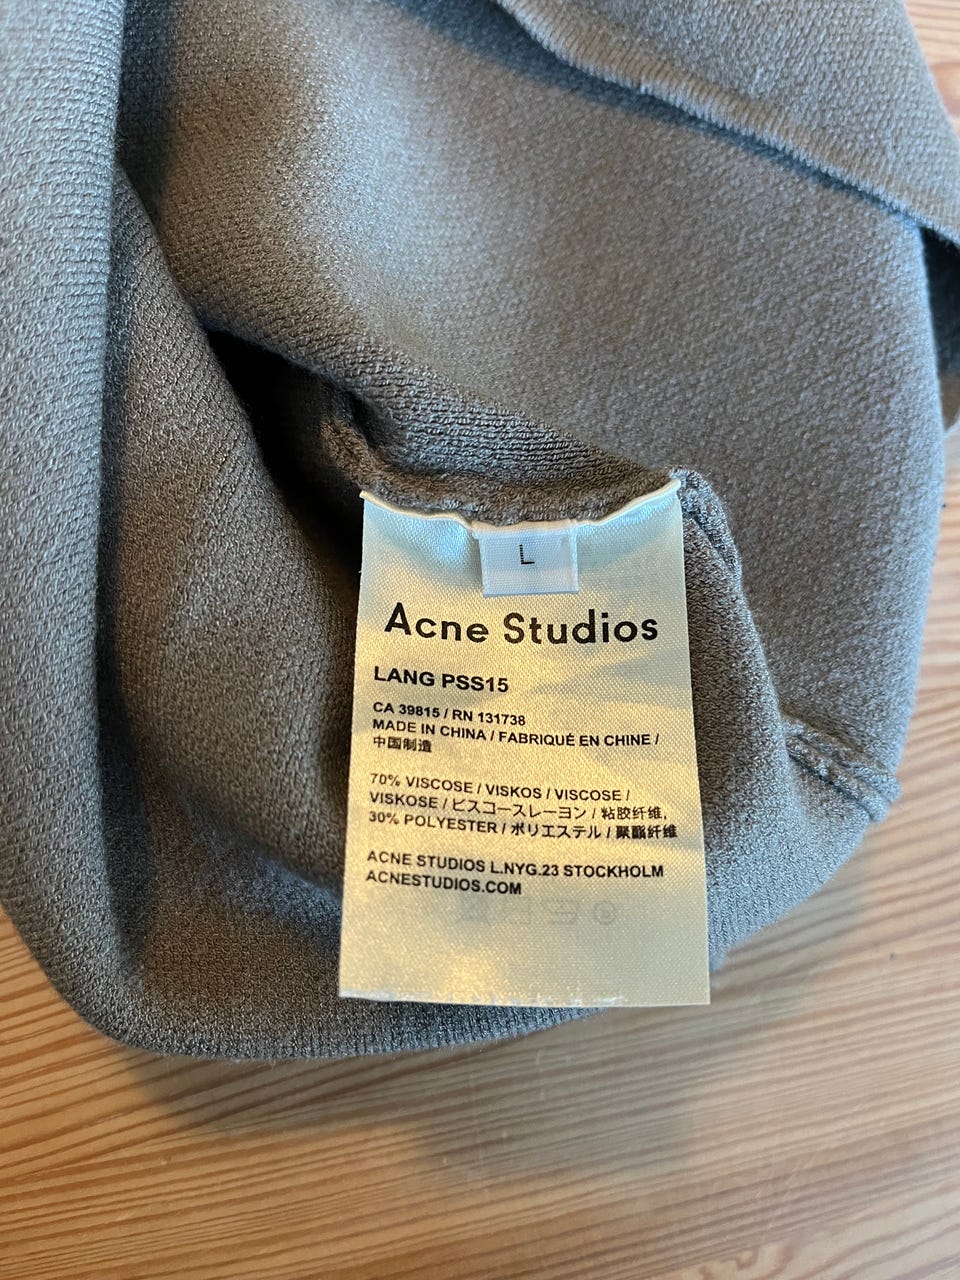 L
Acne Studios
LANG PSS15
CA 39815 / RN 131738
MADE IN CHINA / FABRIQUÉ EN CHINE /
中国制造
70% VISCOSE / VISKOS / VISCOSE /
VISKOSE / ビスコースレーヨン / 粘胶纤维,
30% POLYESTER / ポリエステル / 聚酯纤维
ACNE STUDIOS L.NYG.23 STOCKHOLM
ACNESTUDIOS.COM